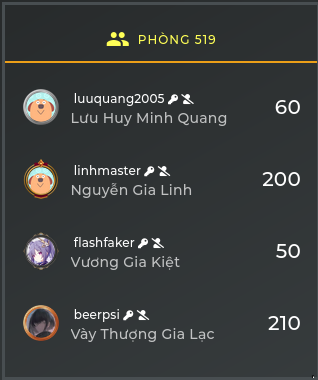 PHÒNG 519
luuquang2005
Lưu Huy Minh Quang
60
linhmaster
Nguyễn Gia Linh
200
flashfaker
Vương Gia Kiệt
50
beerpsi
Vày Thượng Gia Lạc
210